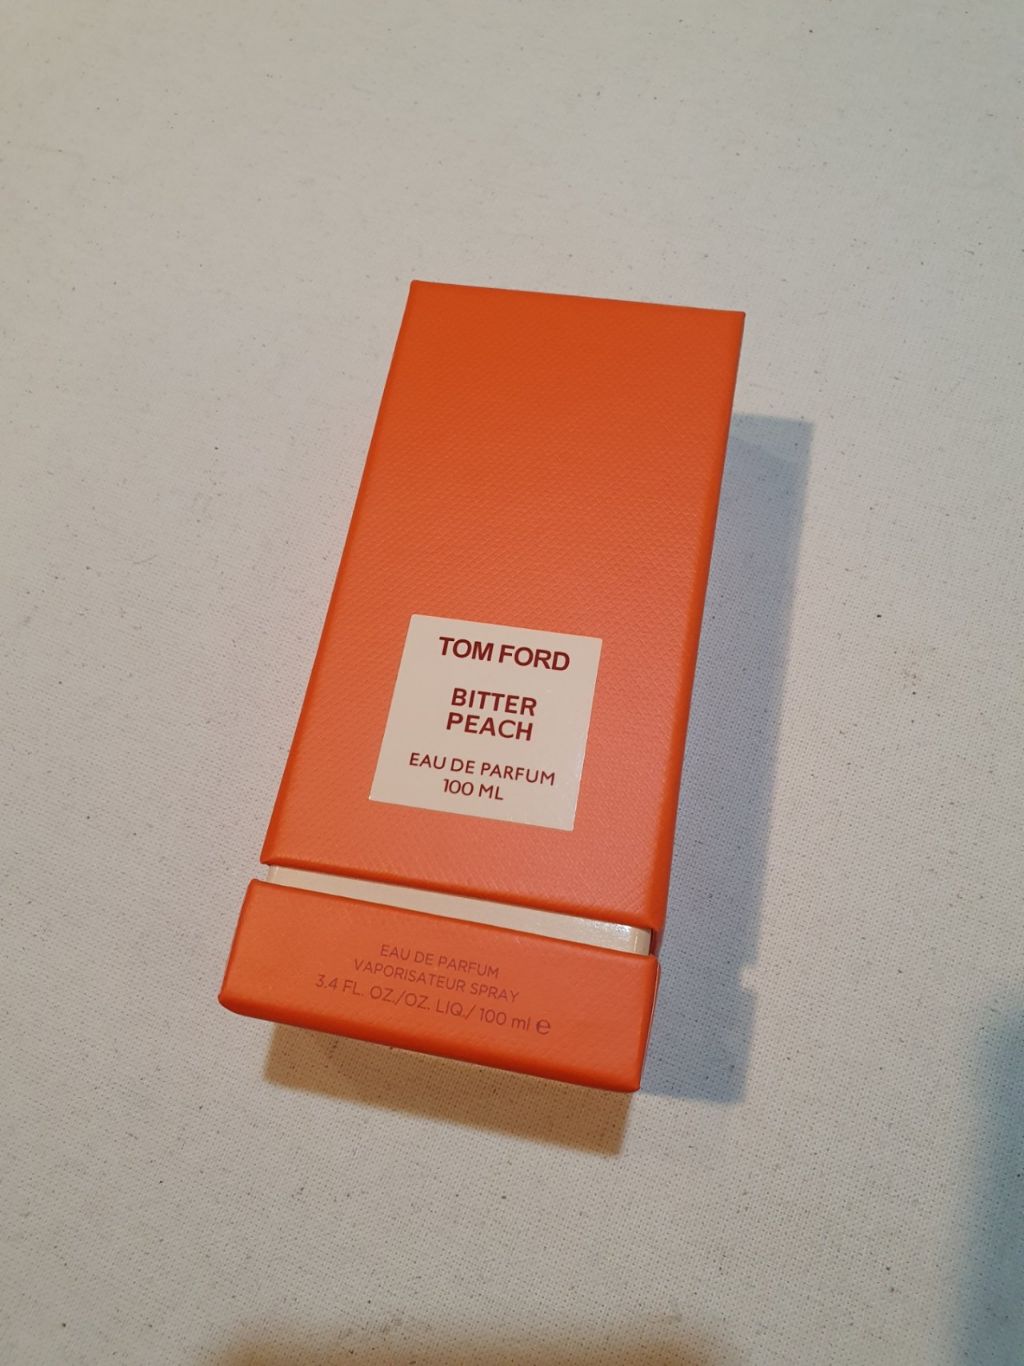 TOM FORD
BITTER
PEACH
EAU DE PARFUM
100 ML
EAU DE PARFUM
VAPORISATEUR SPRAY
3.4 FL. OZ./OZ. LIQ./ 100 ml ℮